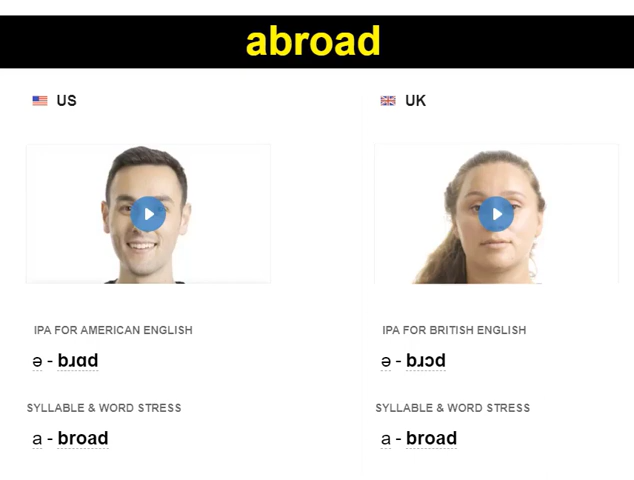 abroad
US
UK
IPA FOR AMERICAN ENGLISH
IPA FOR BRITISH ENGLISH
ə - bɹɑd
ə - bɹɔd
SYLLABLE & WORD STRESS
SYLLABLE & WORD STRESS
a - broad
a - broad